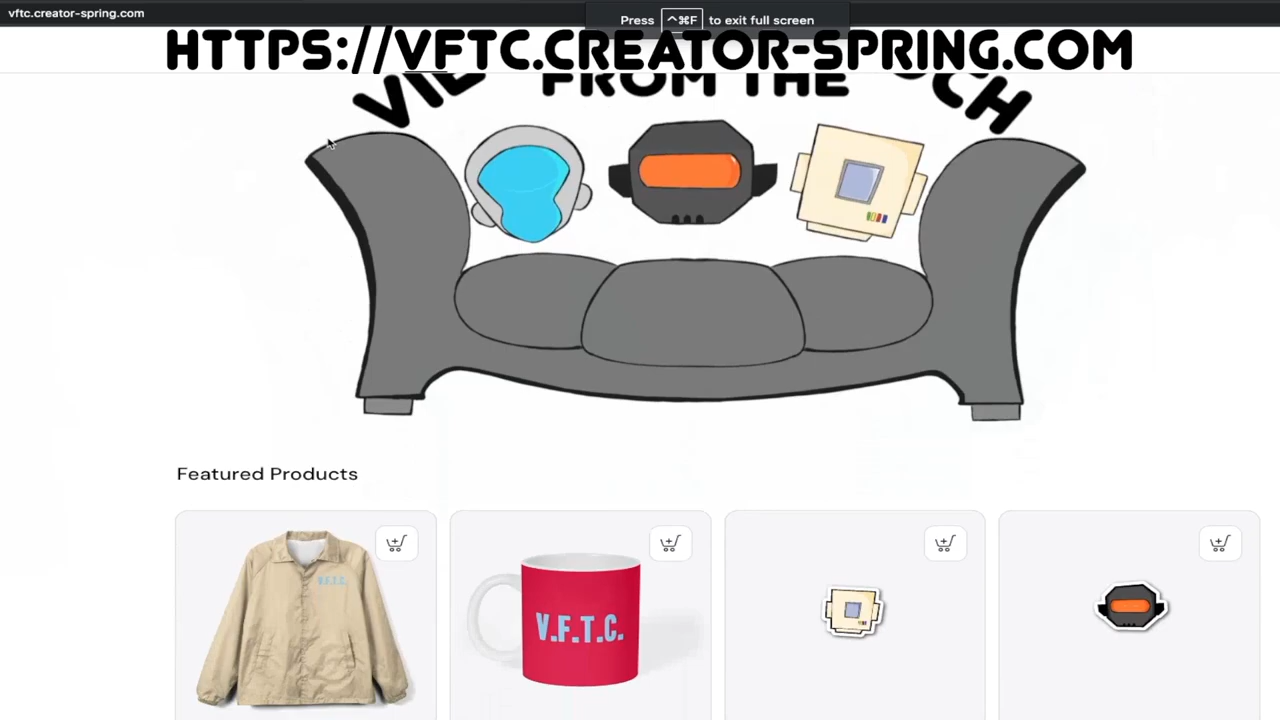 vftc.creator-spring.com
Press ^⌘F to exit full screen
HTTPS://VFTC.CREATOR-SPRING.COM
FROM THE
Featured Products
V.F.T.C.
V.F.T.C.